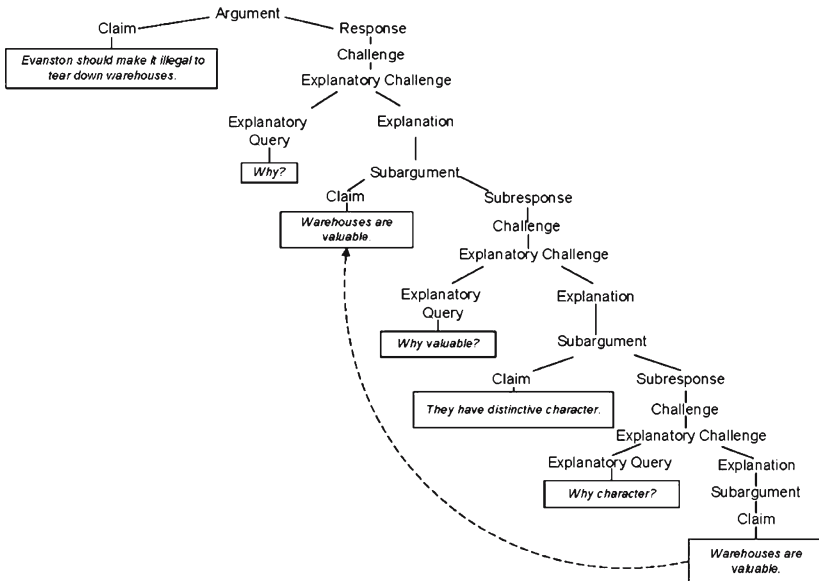 Argument
Claim
Response
Evanston should make it illegal to
tear down warehouses.
Challenge
Explanatory Challenge
Explanatory
Query
Explanation
Why?
Subargument
Claim
Subresponse
Warehouses are
valuable.
Challenge
Explanatory Challenge
Explanatory
Query
Explanation
Why valuable?
Subargument
Claim
Subresponse
They have distinctive character.
Challenge
Explanatory Challenge
Explanatory Query
Explanation
Why character?
Subargument
Claim
Warehouses are
valuable.